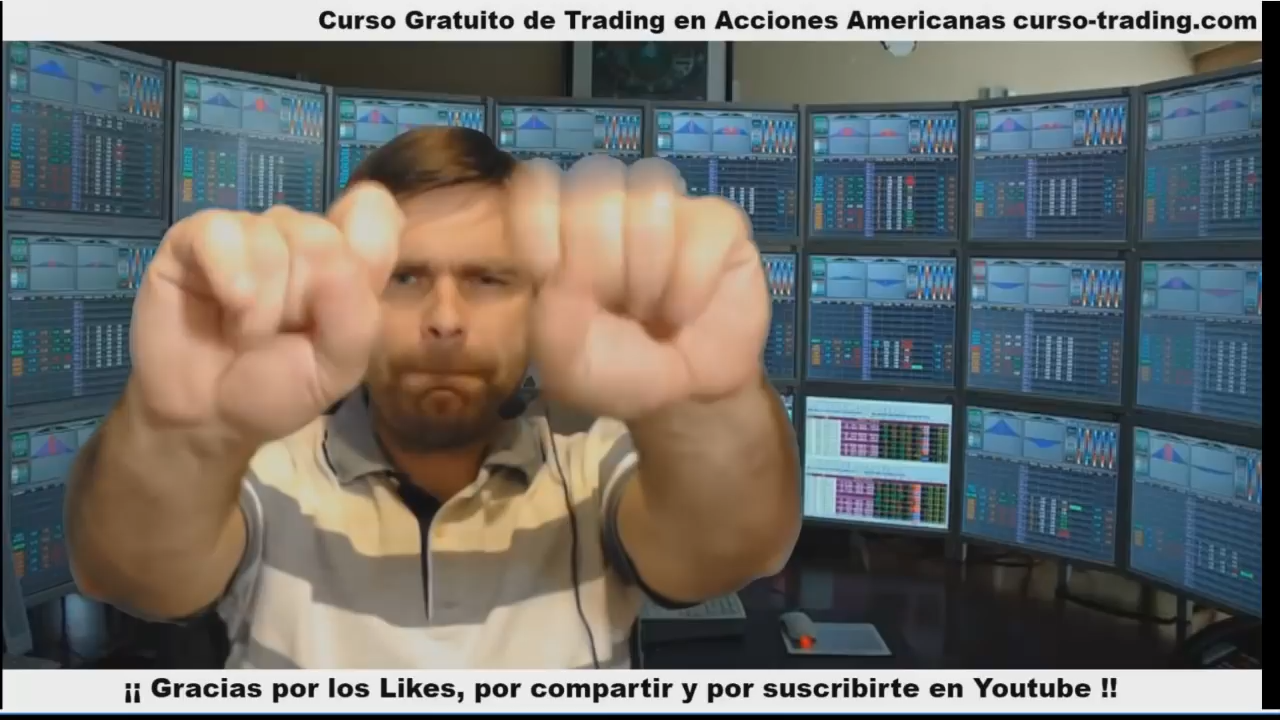 Curso Gratuito de Trading en Acciones Americanas curso-trading.com
¡¡ Gracias por los Likes, por compartir y por suscribirte en Youtube !!